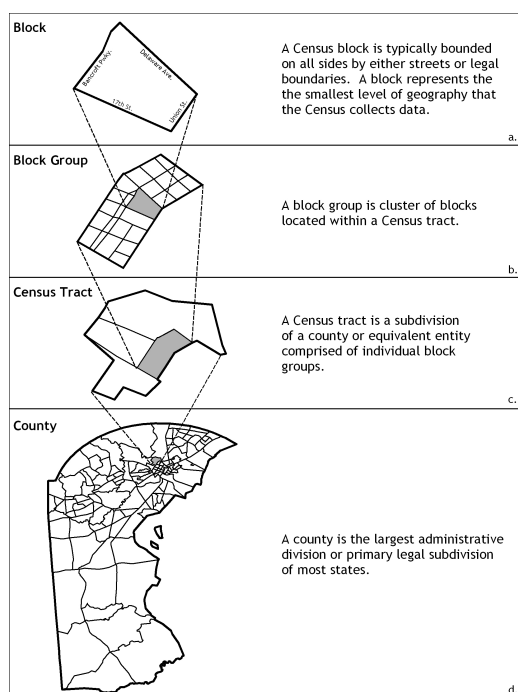 Block
Bancroft Pwky.
Delaware Ave.
17th St.
Union St.
A Census block is typically bounded
on all sides by either streets or legal
boundaries. A block represents the
the smallest level of geography that
the Census collects data.
a.
Block Group
A block group is cluster of blocks
located within a Census tract.
b.
Census Tract
A Census tract is a subdivision
of a county or equivalent entity
comprised of individual block
groups.
c.
County
A county is the largest administrative
division or primary legal subdivision
of most states.
d.